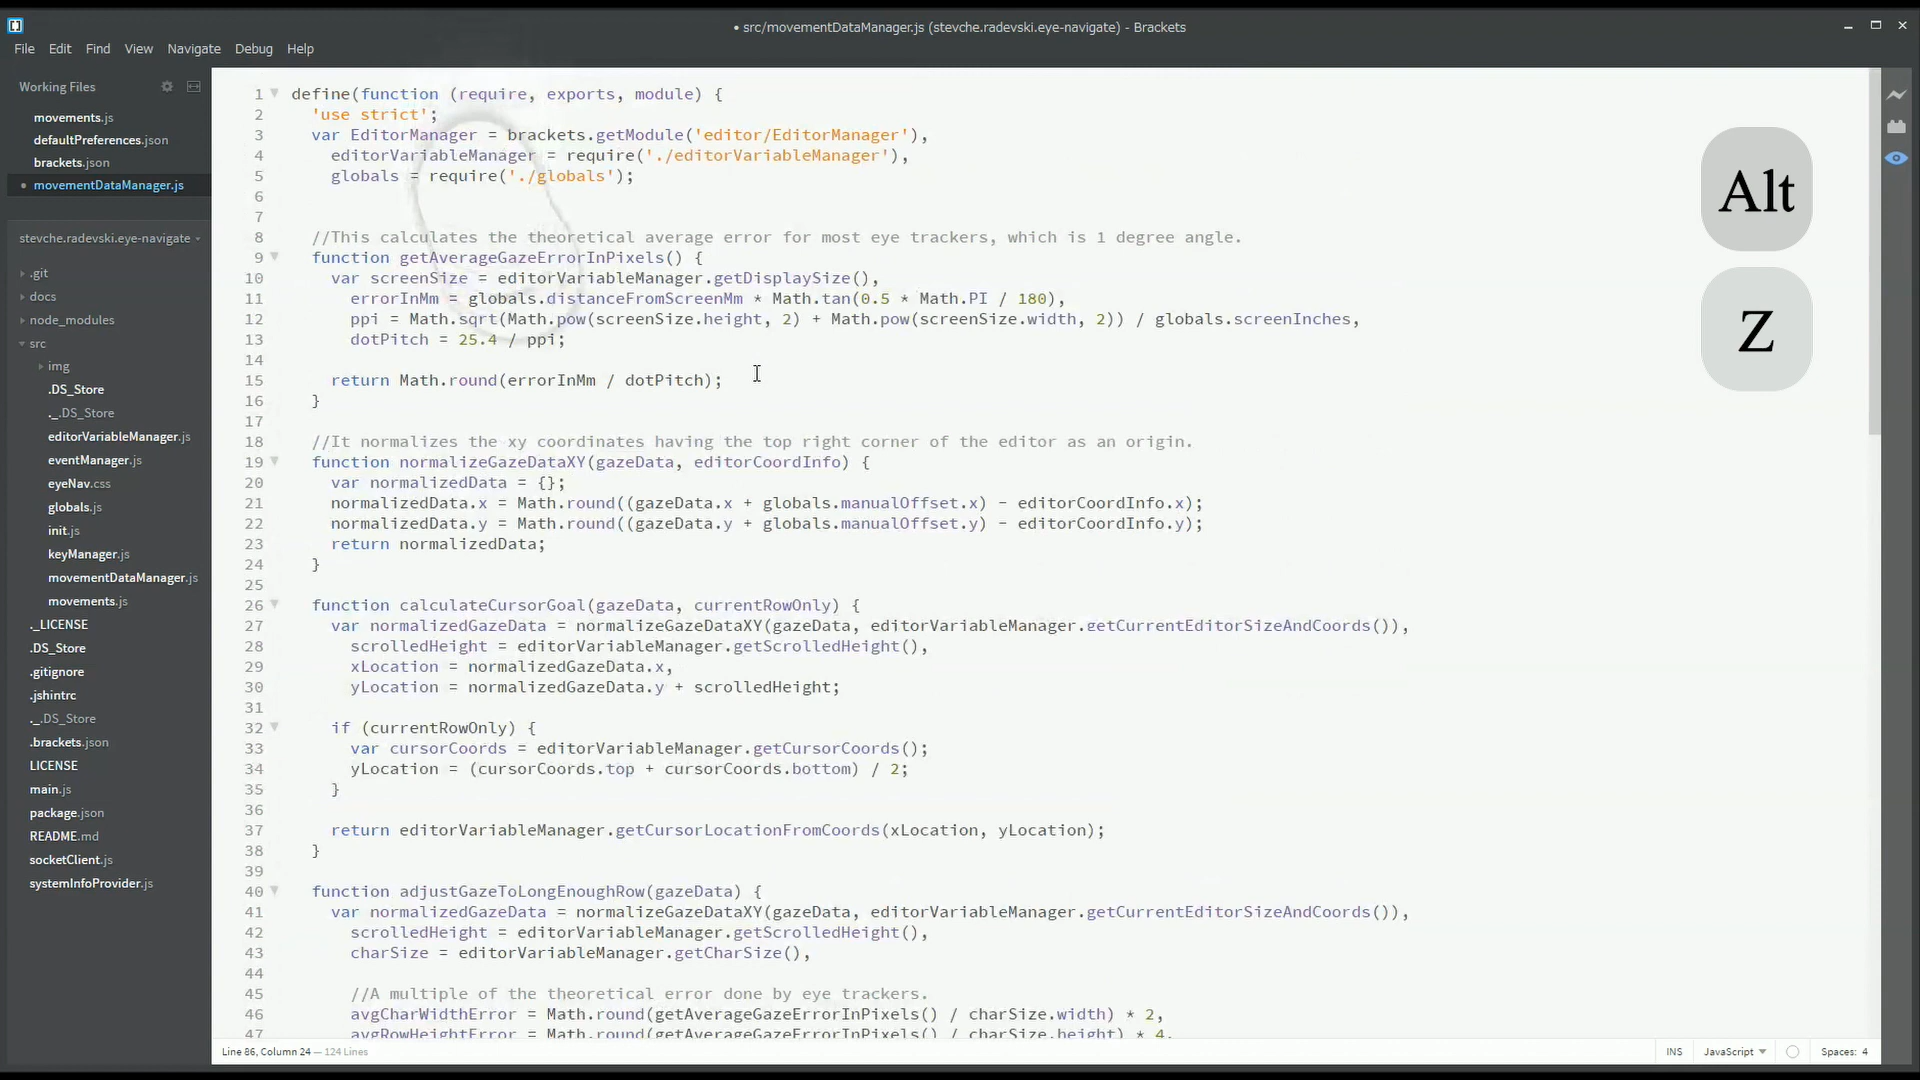 • src/movementDataManager.js (stevche.radevski.eye-navigate) - Brackets
File Edit Find View Navigate Debug Help
Working Files
movements.js
defaultPreferences.json
brackets.json
• movementDataManager.js
stevche.radevski.eye-navigate
.git
docs
node_modules
src
img
.DS_Store
._.DS_Store
editorVariableManager.js
eventManager.js
eyeNav.css
globals.js
init.js
keyManager.js
movementDataManager.js
movements.js
._LICENSE
.DS_Store
.gitignore
.jshintrc
._.DS_Store
.brackets.json
LICENSE
main.js
package.json
README.md
socketClient.js
systemInfoProvider.js
1 define(function (require, exports, module) {
2 'use strict';
3 var EditorManager = brackets.getModule('editor/EditorManager'),
4 editorVariableManager = require('./editorVariableManager'),
5 globals = require('./globals');
6
7
8 //This calculates the theoretical average error for most eye trackers, which is 1 degree angle.
9 function getAverageGazeErrorInPixels() {
10 var screenSize = editorVariableManager.getDisplaySize(),
11 errorInMm = globals.distanceFromScreenMm * Math.tan(0.5 * Math.PI / 180),
12 ppi = Math.sqrt(Math.pow(screenSize.height, 2) + Math.pow(screenSize.width, 2)) / globals.screenInches,
13 dotPitch = 25.4 / ppi;
14
15 return Math.round(errorInMm / dotPitch);
16 }
17
18 //It normalizes the xy coordinates having the top right corner of the editor as an origin.
19 function normalizeGazeDataXY(gazeData, editorCoordInfo) {
20 var normalizedData = {};
21 normalizedData.x = Math.round((gazeData.x + globals.manualOffset.x) - editorCoordInfo.x);
22 normalizedData.y = Math.round((gazeData.y + globals.manualOffset.y) - editorCoordInfo.y);
23 return normalizedData;
24 }
25
26 function calculateCursorGoal(gazeData, currentRowOnly) {
27 var normalizedGazeData = normalizeGazeDataXY(gazeData, editorVariableManager.getCurrentEditorSizeAndCoords()),
28 scrolledHeight = editorVariableManager.getScrolledHeight(),
29 xLocation = normalizedGazeData.x,
30 yLocation = normalizedGazeData.y + scrolledHeight;
31
32 if (currentRowOnly) {
33 var cursorCoords = editorVariableManager.getCursorCoords();
34 yLocation = (cursorCoords.top + cursorCoords.bottom) / 2;
35 }
36
37 return editorVariableManager.getCursorLocationFromCoords(xLocation, yLocation);
38 }
39
40 function adjustGazeToLongEnoughRow(gazeData) {
41 var normalizedGazeData = normalizeGazeDataXY(gazeData, editorVariableManager.getCurrentEditorSizeAndCoords()),
42 scrolledHeight = editorVariableManager.getScrolledHeight(),
43 charSize = editorVariableManager.getCharSize(),
44
45 //A multiple of the theoretical error done by eye trackers.
46 avgCharWidthError = Math.round(getAverageGazeErrorInPixels() / charSize.width) * 2,
47 avgRowHeightError = Math.round(getAverageGazeErrorInPixels() / charSize.height) * 4,
Alt
Z
Line 86, Column 24 — 124 Lines
INS JavaScript Spaces: 4